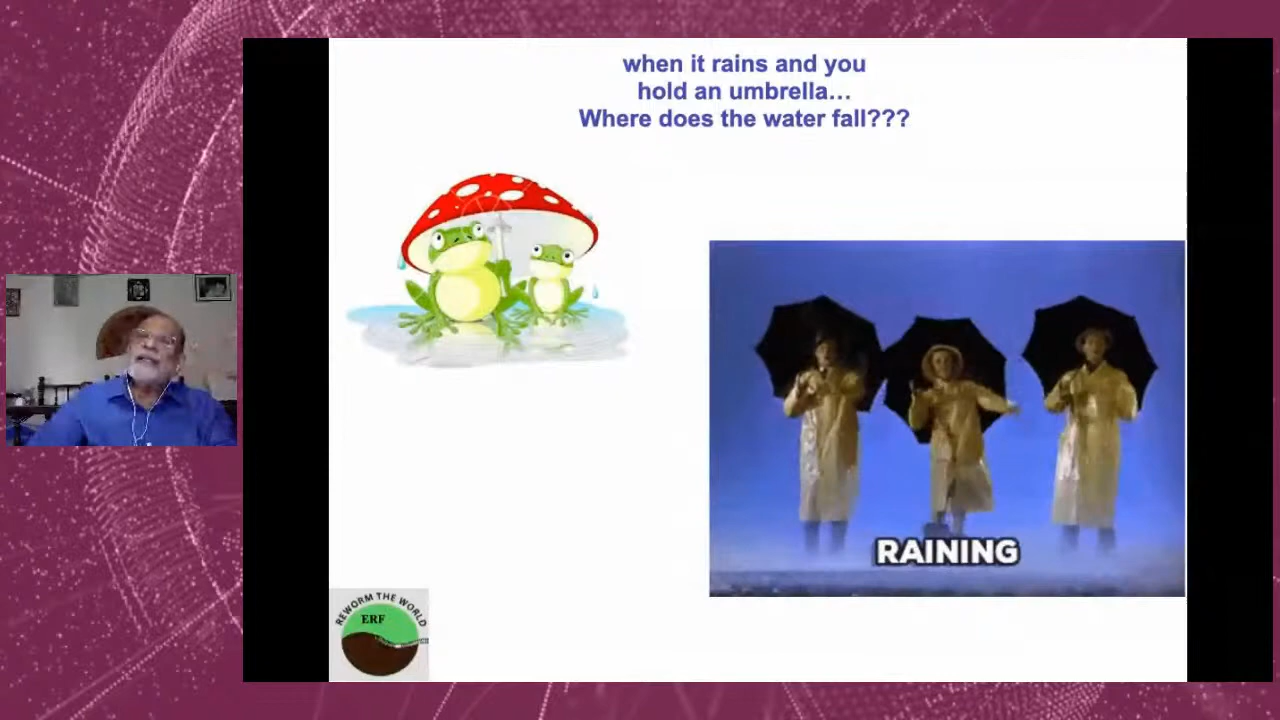 when it rains and you
hold an umbrella…
Where does the water fall???
RAINING
REWORM THE WORLD
ERF